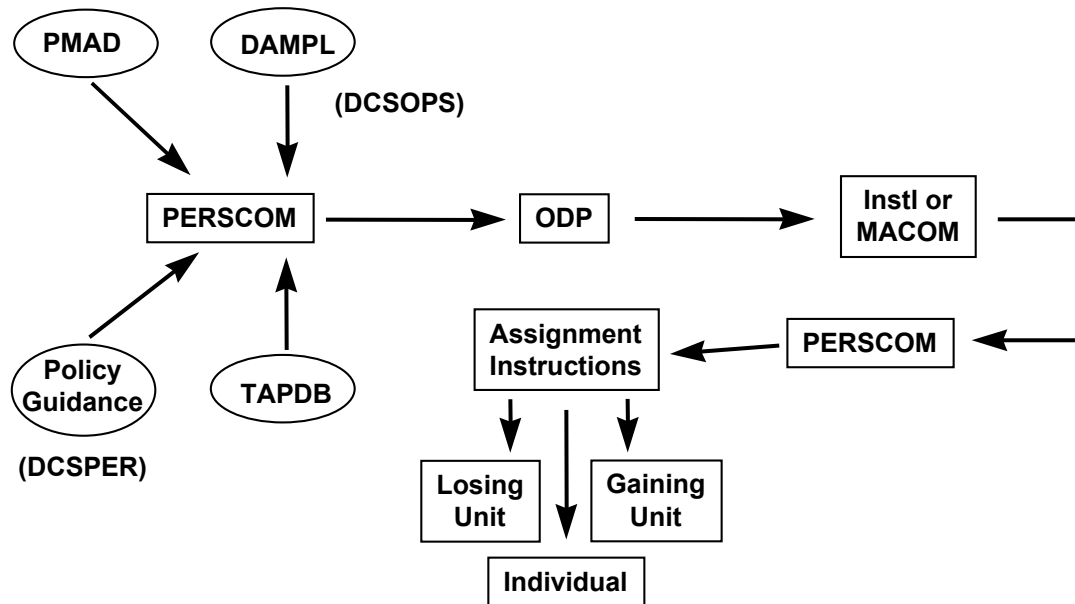 PMAD
DAMPL
(DCSOPS)
PERSCOM
ODP
Instl or
MACOM
Assignment
Instructions
PERSCOM
Policy
Guidance
TAPDB
(DCSPER)
Losing
Unit
Gaining
Unit
Individual